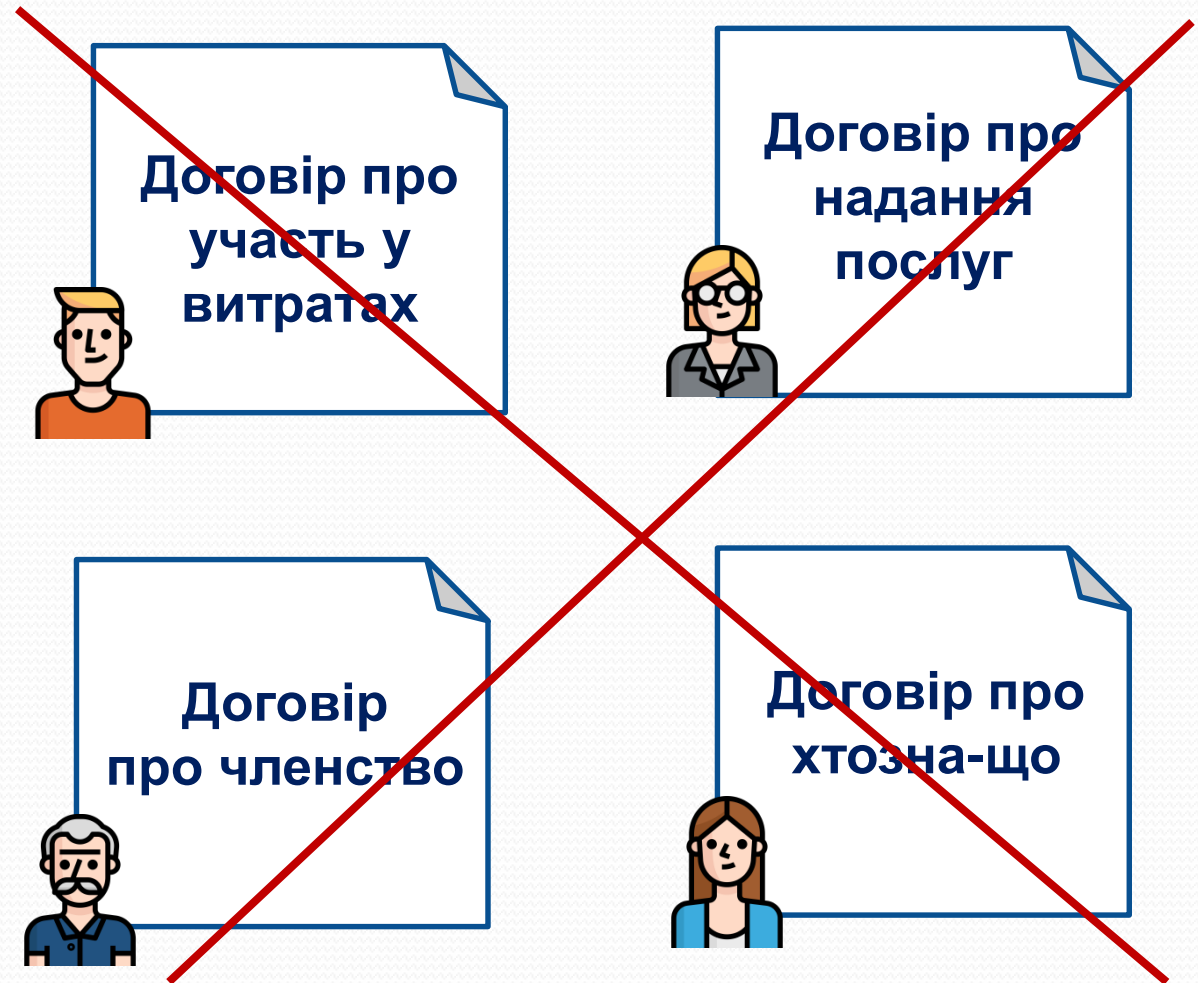 Договір про
участь у
витратах
Договір про
надання
послуг
Договір
про членство
Договір про
хтозна-що